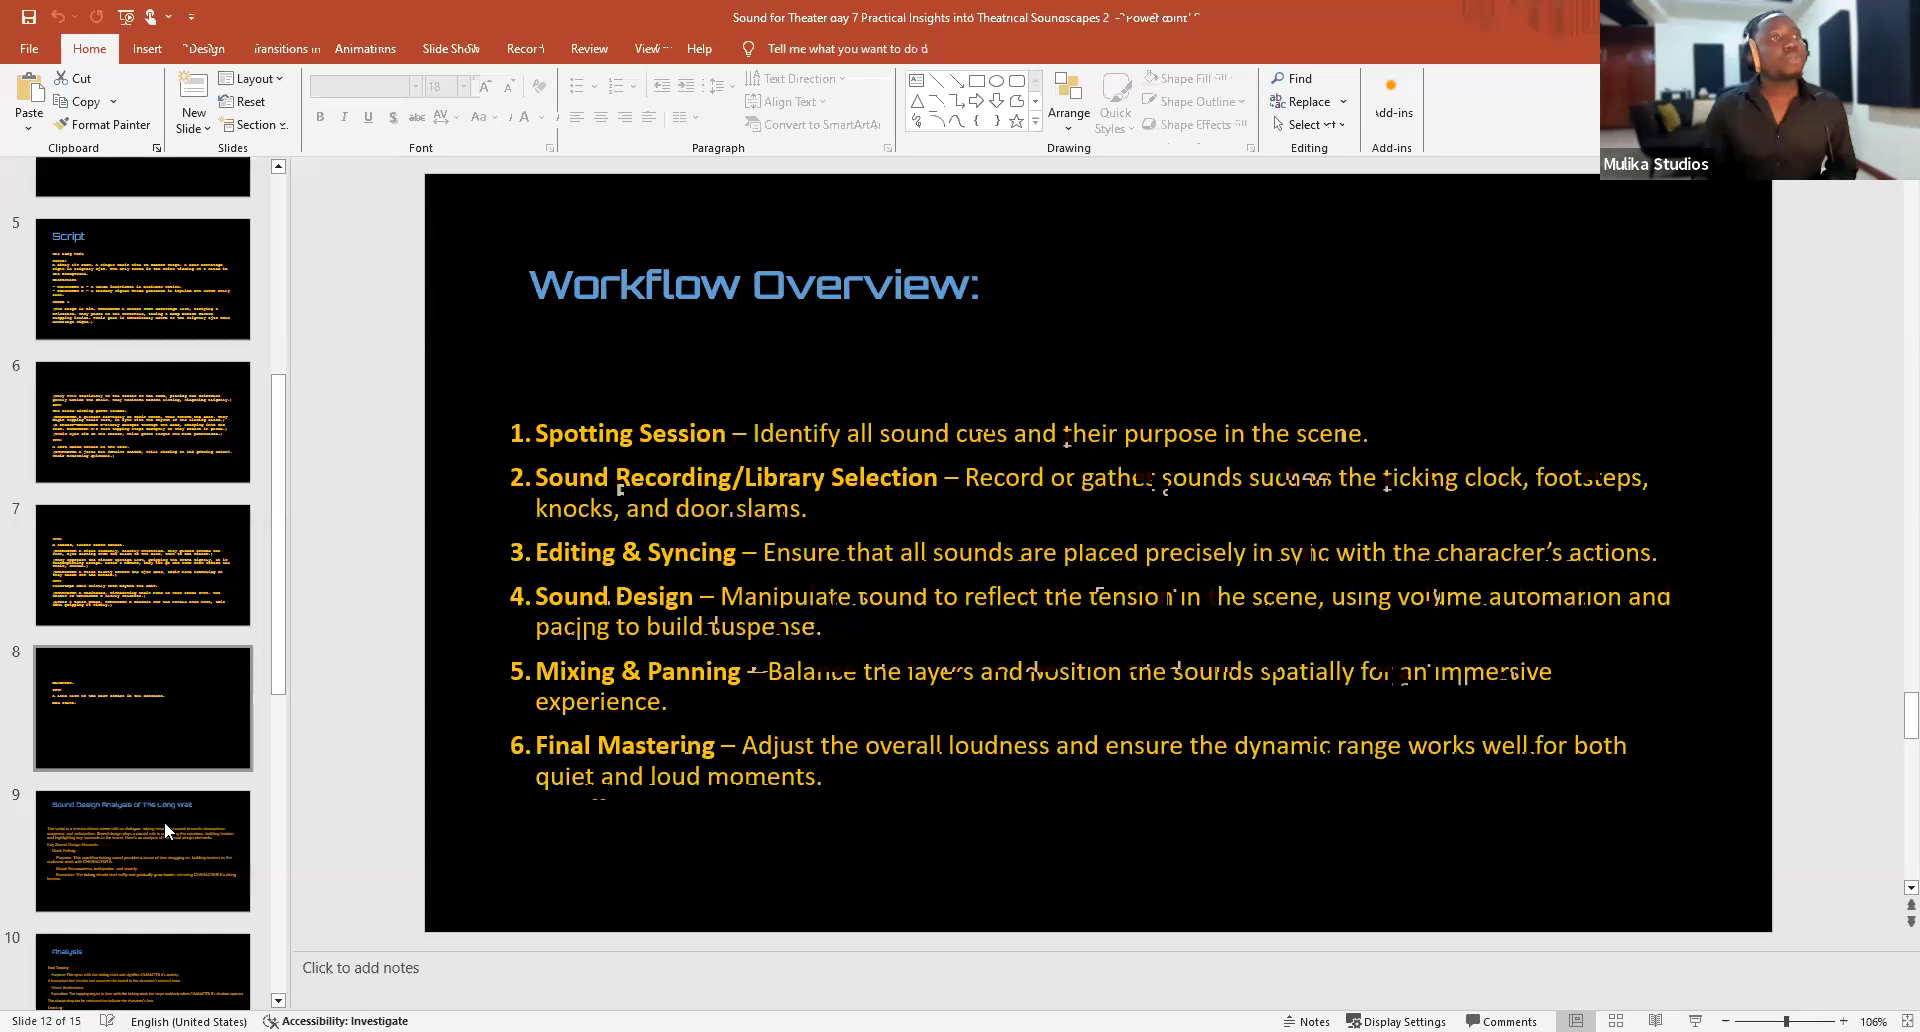 Sound for Theater day 7 Practical Insights into Theatrical Soundscapes 2 - PowerPoint
File Home Insert Design Transitions Animations Slide Show Record Review View Help Tell me what you want to do
Paste
Cut
Copy
Format Painter
Clipboard
New Slide
Layout
Reset
Section
Slides
18
Font
Text Direction
Align Text
Convert to SmartArt
Paragraph
Arrange
Quick Styles
Shape Fill
Shape Outline
Shape Effects
Drawing
Find
Replace
Select
Editing
Add-ins
Add-ins
Mulika Studios
5
Script
6
7
8
9
Sound Design Analysis of The Long Wait
10
Analysis
Workflow Overview:
1. Spotting Session – Identify all sound cues and their purpose in the scene.
2. Sound Recording/Library Selection – Record or gather sounds such as the ticking clock, footsteps,
knocks, and door slams.
3. Editing & Syncing – Ensure that all sounds are placed precisely in sync with the character’s actions.
4. Sound Design – Manipulate sound to reflect the tension in the scene, using volume automation and
pacing to build suspense.
5. Mixing & Panning – Balance the layers and position the sounds spatially for an immersive
experience.
6. Final Mastering – Adjust the overall loudness and ensure the dynamic range works well for both
quiet and loud moments.
Click to add notes
Slide 12 of 15 English (United States) Accessibility: Investigate Notes Display Settings Comments 106%